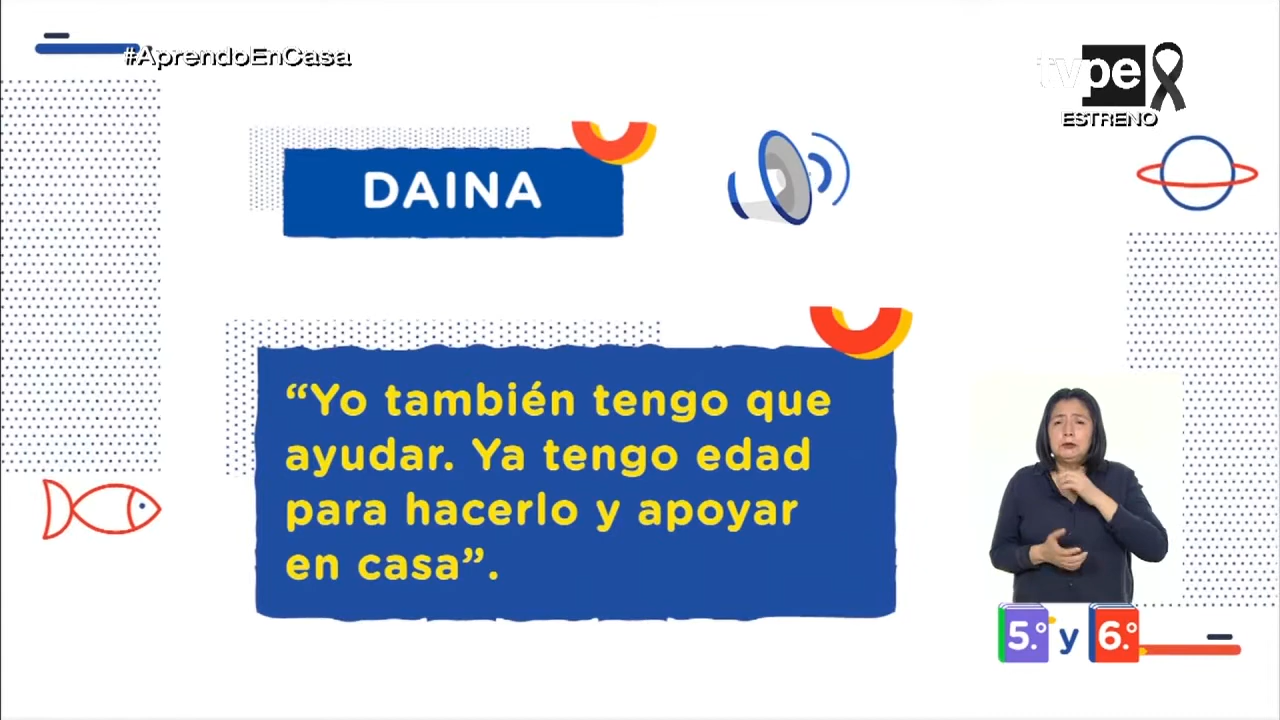 #AprendoEnCasa
tvpe
ESTRENO
DAINA
“Yo también tengo que
ayudar. Ya tengo edad
para hacerlo y apoyar
en casa”.
5.° y 6.°